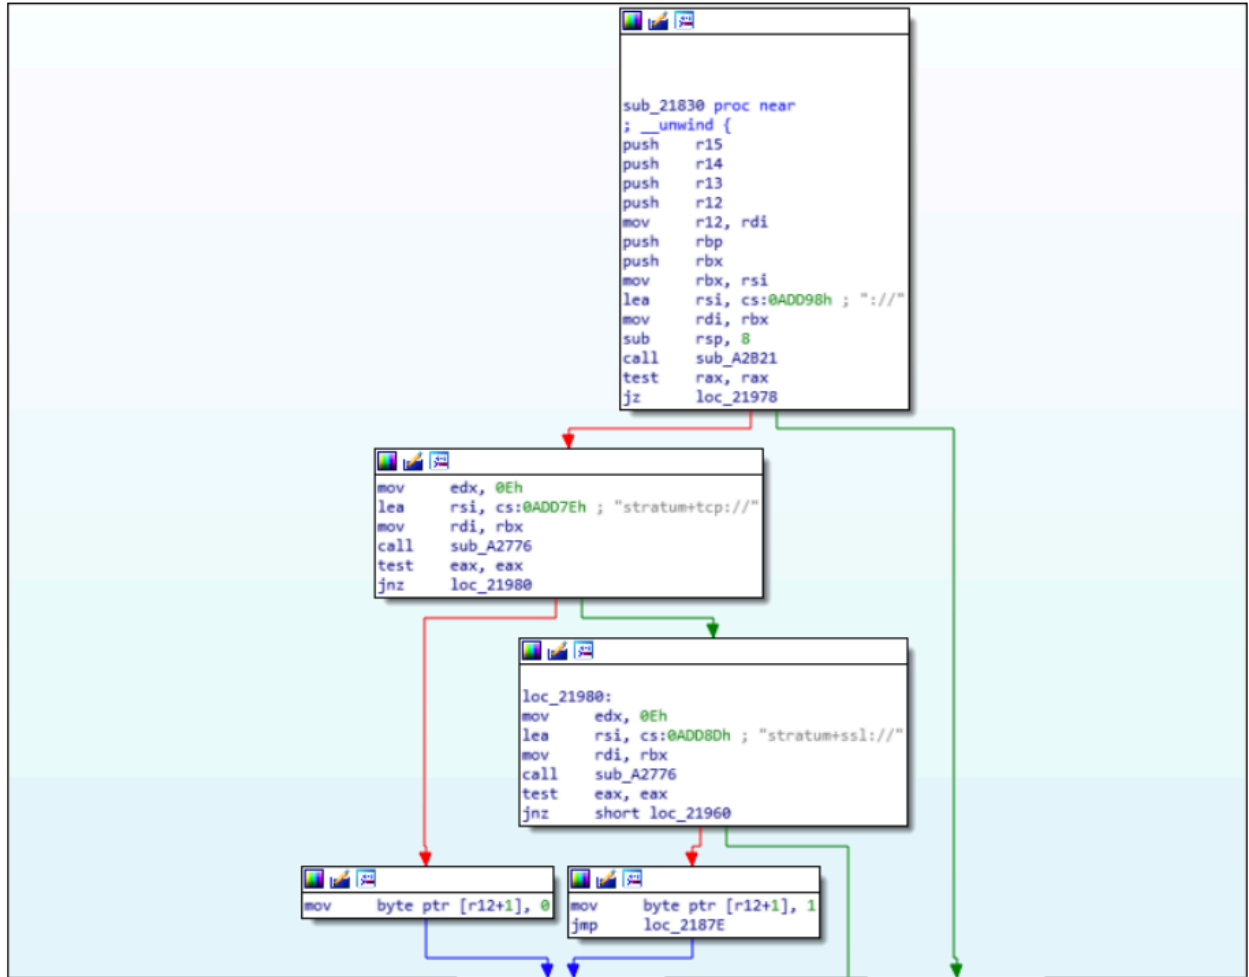 sub_21830 proc near
; __unwind {
push r15
push r14
push r13
push r12
mov r12, rdi
push rbp
push rbx
mov rbx, rsi
lea rsi, cs:0ADD98h ; "://"
mov rdi, rbx
sub rsp, 8
call sub_A2B21
test rax, rax
jz loc_21978
mov edx, 0Eh
lea rsi, cs:0ADD7Eh ; "stratum+tcp://"
mov rdi, rbx
call sub_A2776
test eax, eax
jnz loc_21980
loc_21980:
mov edx, 0Eh
lea rsi, cs:0ADD8Dh ; "stratum+ssl://"
mov rdi, rbx
call sub_A2776
test eax, eax
jnz short loc_21960
mov byte ptr [r12+1], 0
mov byte ptr [r12+1], 1
jmp loc_2187E